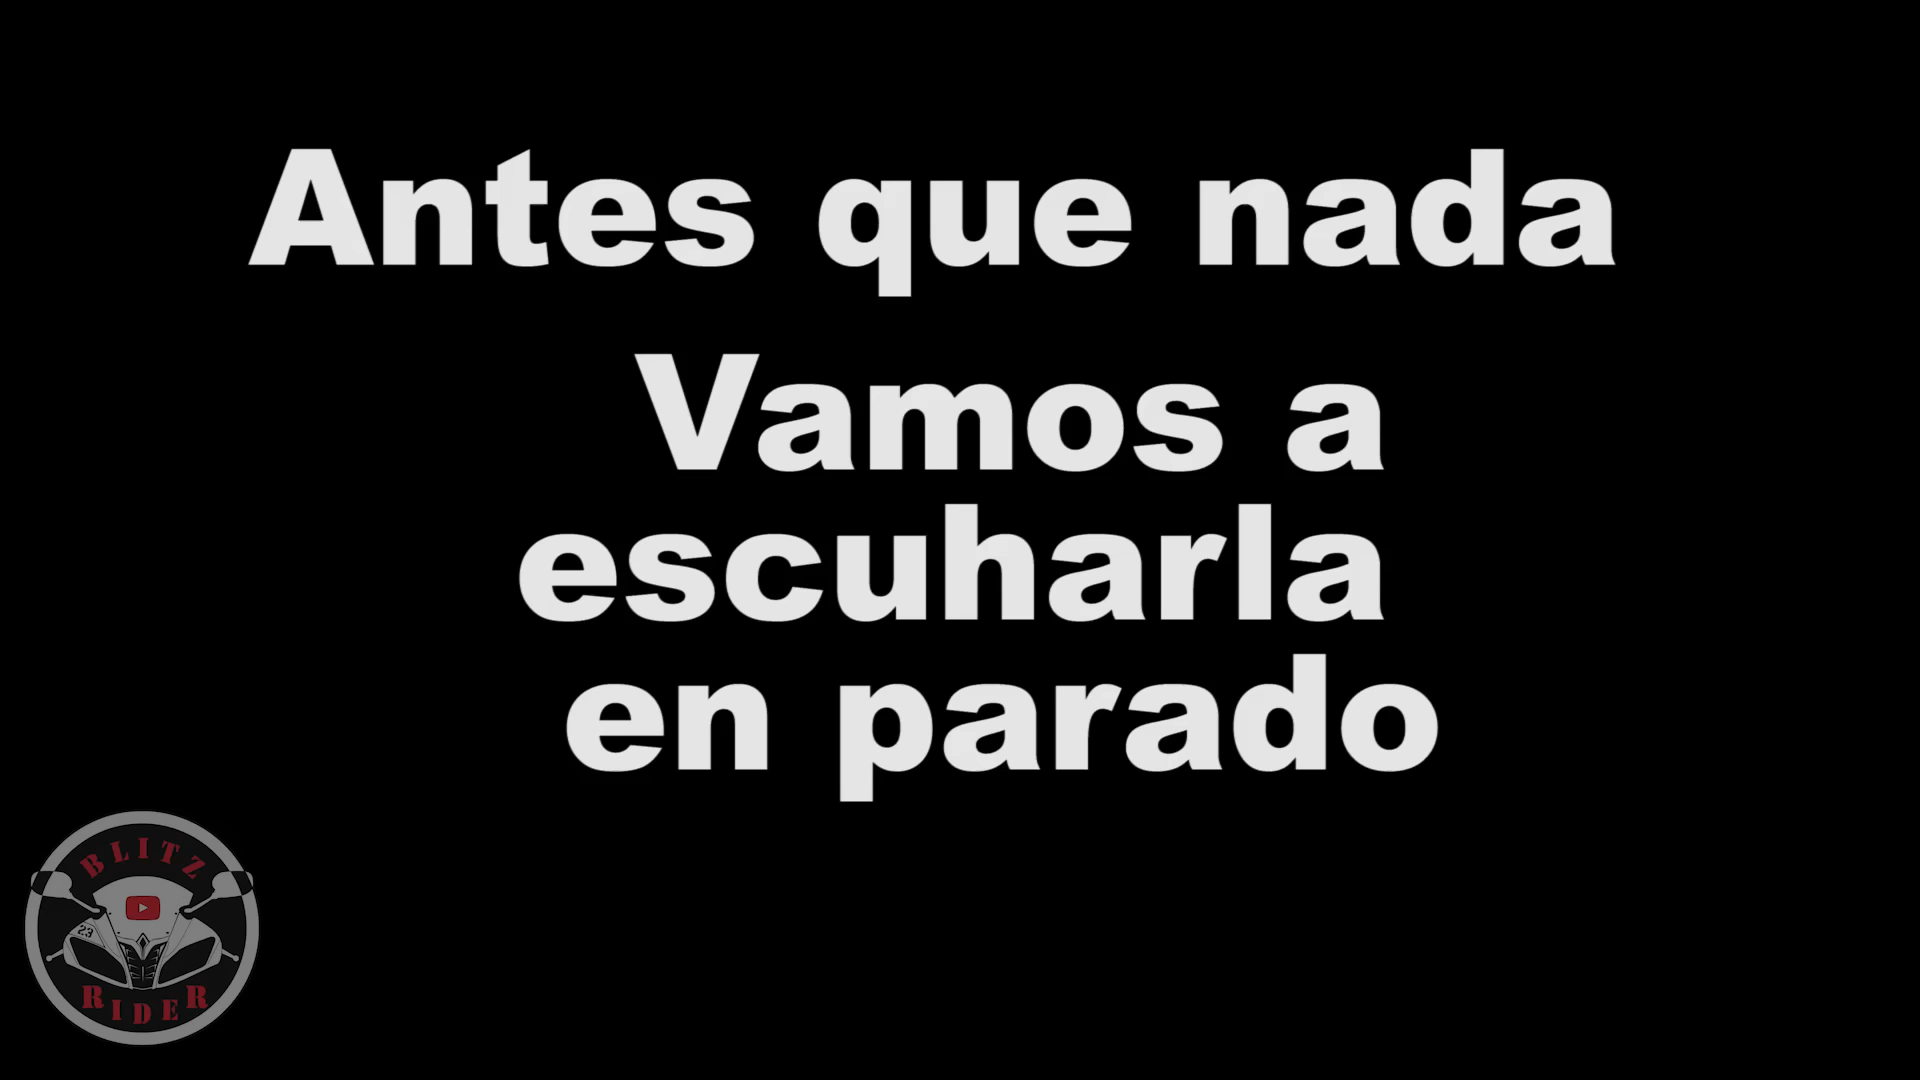 Antes que nada
Vamos a
escuharla
en parado
BLITZ
23
RIDER